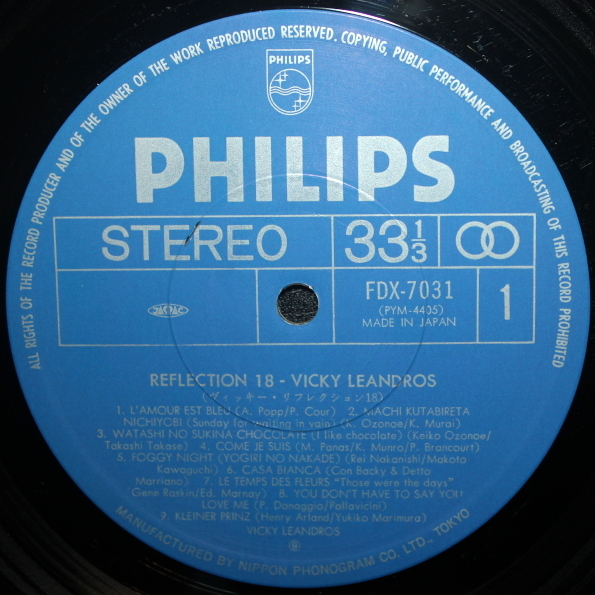 ALL RIGHTS OF THE RECORD PRODUCER AND OF THE OWNER OF THE WORK REPRODUCED RESERVED. COPYING, PUBLIC PERFORMANCE AND BROADCASTING OF THIS RECORD PROHIBITED
PHILIPS
PHILIPS
STEREO 33 1/3
JASRAC FDX-7031 1
(PYM-4435)
MADE IN JAPAN
REFLECTION 18 - VICKY LEANDROS
(ヴィッキー・リフレクション18)
1. L'AMOUR EST BLEU (A. Popp/P. Cour) 2. MACHI KUTABIRETA
NICHIYOBI (Sunday for waiting in vain) (K. Ozonoe/K. Murai)
3. WATASHI NO SUKINA CHOCOLATE (I like chocolate) (Keiko Ozonoe/
Takashi Takase) 4. COME JE SUIS (M. Panas/K. Munro/P. Brancourt)
5. FOGGY NIGHT (YOGIRI NO NAKADE) (Rei Nakanishi/Makoto
Kawaguchi) 6. CASA BIANCA (Con Backy & Detto
Marriano) 7. LE TEMPS DES FLEURS "Those were the days"
(Gene Raskin/Ed. Marnay) 8. YOU DON'T HAVE TO SAY YOU
LOVE ME (P. Donaggio/Pallavicini)
9. KLEINER PRINZ (Henry Arland/Yukiko Marimura)
VICKY LEANDROS
℗
MANUFACTURED BY NIPPON PHONOGRAM CO. LTD., TOKYO